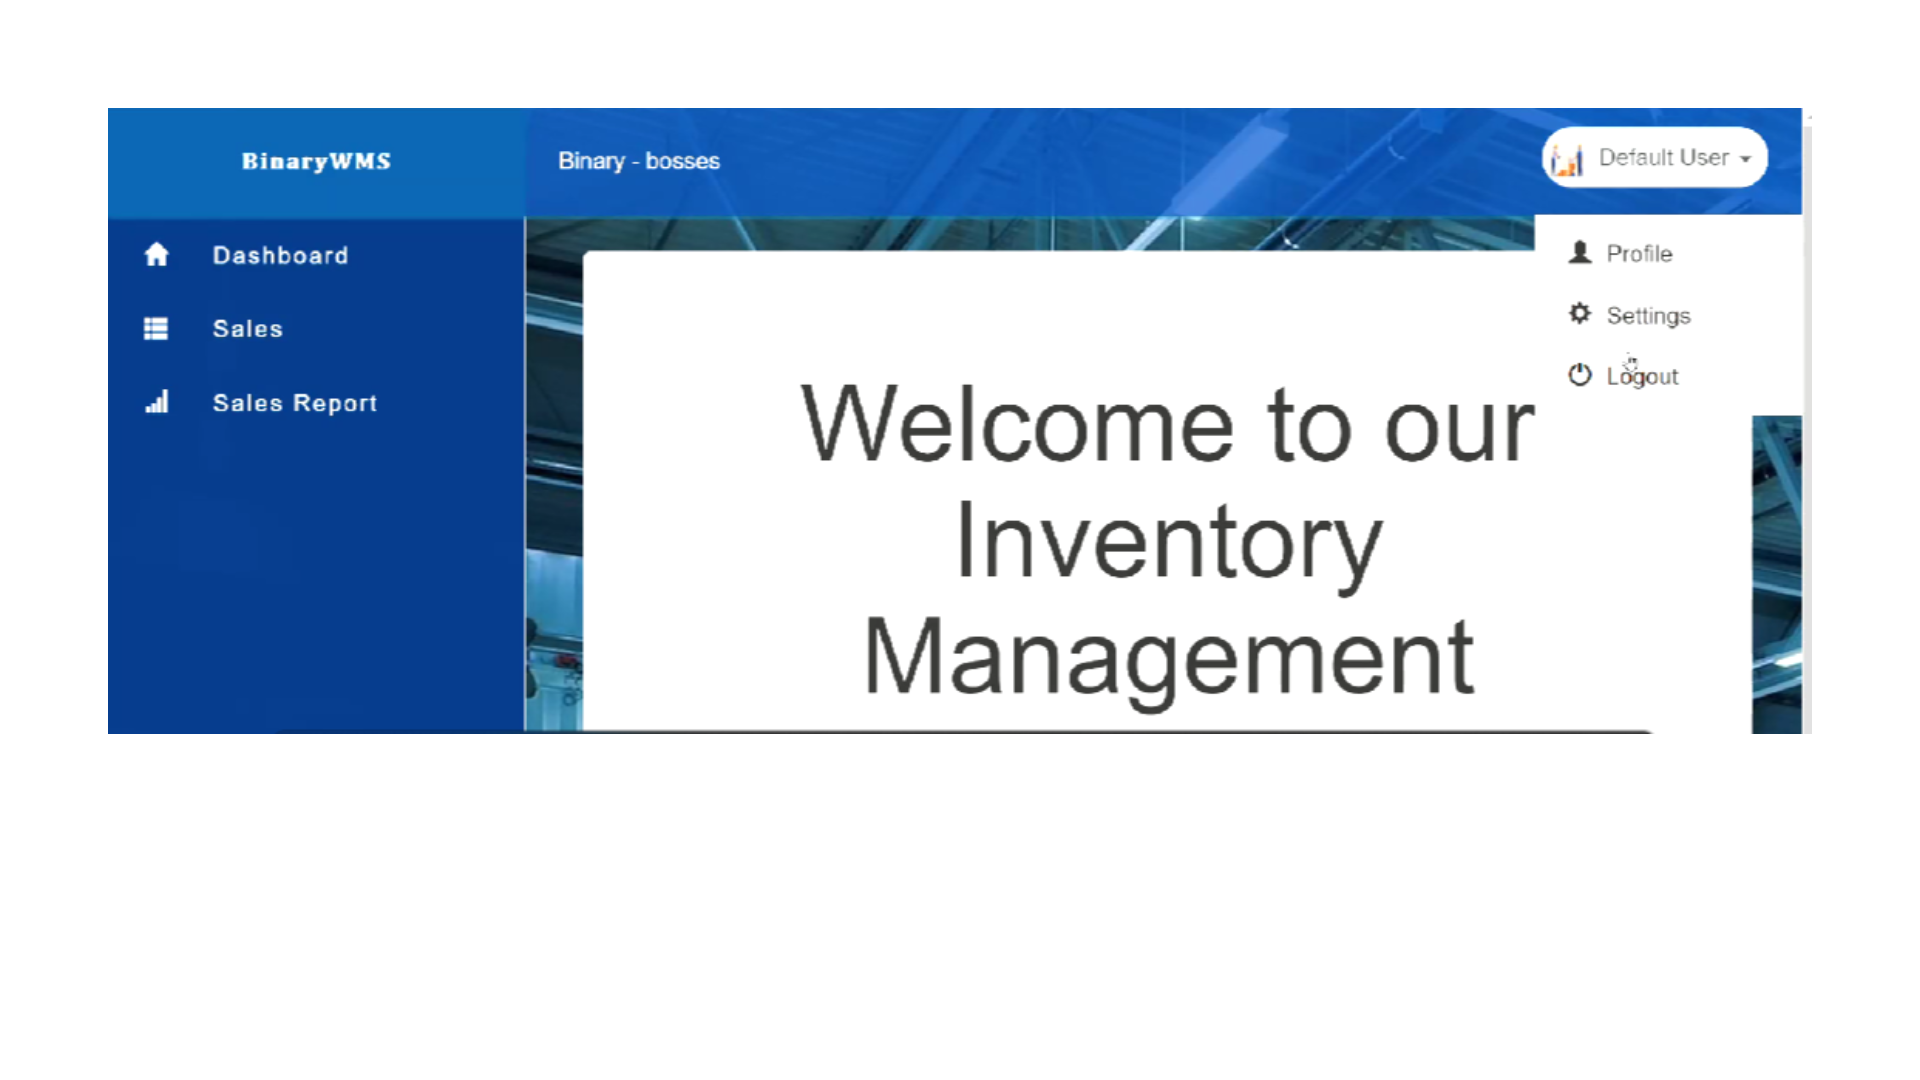 BinaryWMS
Binary - bosses
Default User
Dashboard
Sales
Sales Report
Profile
Settings
Logout
Welcome to our
Inventory
Management